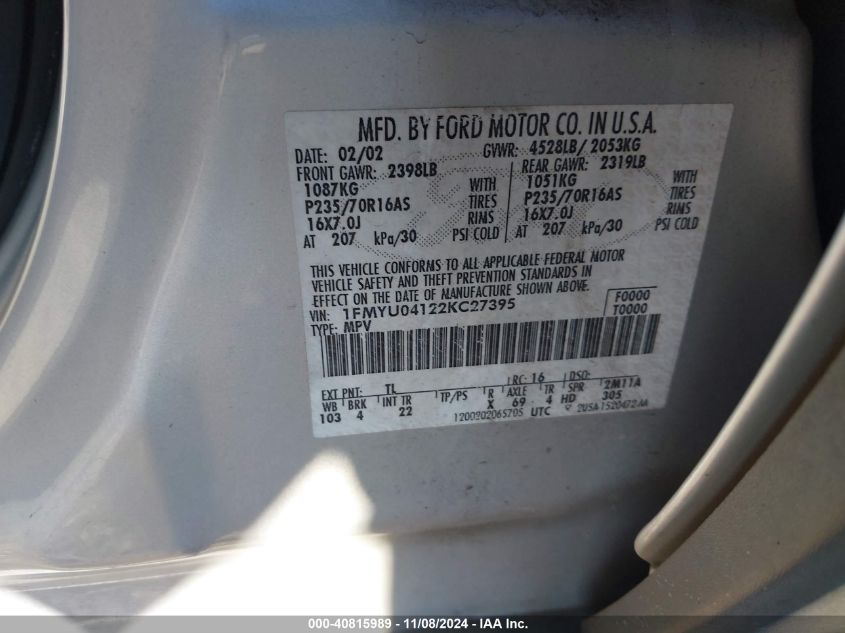 MFD. BY FORD MOTOR CO. IN U.S.A.
DATE: 02/02 GVWR: 4528LB/ 2053KG
FRONT GAWR: 2398LB REAR GAWR: 2319LB
1087KG WITH 1051KG WITH
P235/70R16AS TIRES P235/70R16AS TIRES
16X7.0J RIMS 16X7.0J RIMS
AT 207 kPa/30 PSI COLD AT 207 kPa/30 PSI COLD
THIS VEHICLE CONFORMS TO ALL APPLICABLE FEDERAL MOTOR
VEHICLE SAFETY AND THEFT PREVENTION STANDARDS IN
EFFECT ON THE DATE OF MANUFACTURE SHOWN ABOVE.
VIN: 1FMYU04122KC27395 F0000
TYPE: MPV T0000
EXT PNT: TL RC: 16 DSO:
WB BRK INT TR TP/PS R AXLE TR SPR 2M11A
103 4 22 X 69 4 HD 305
UTC
000-40815989 - 11/08/2024 - IAA Inc.